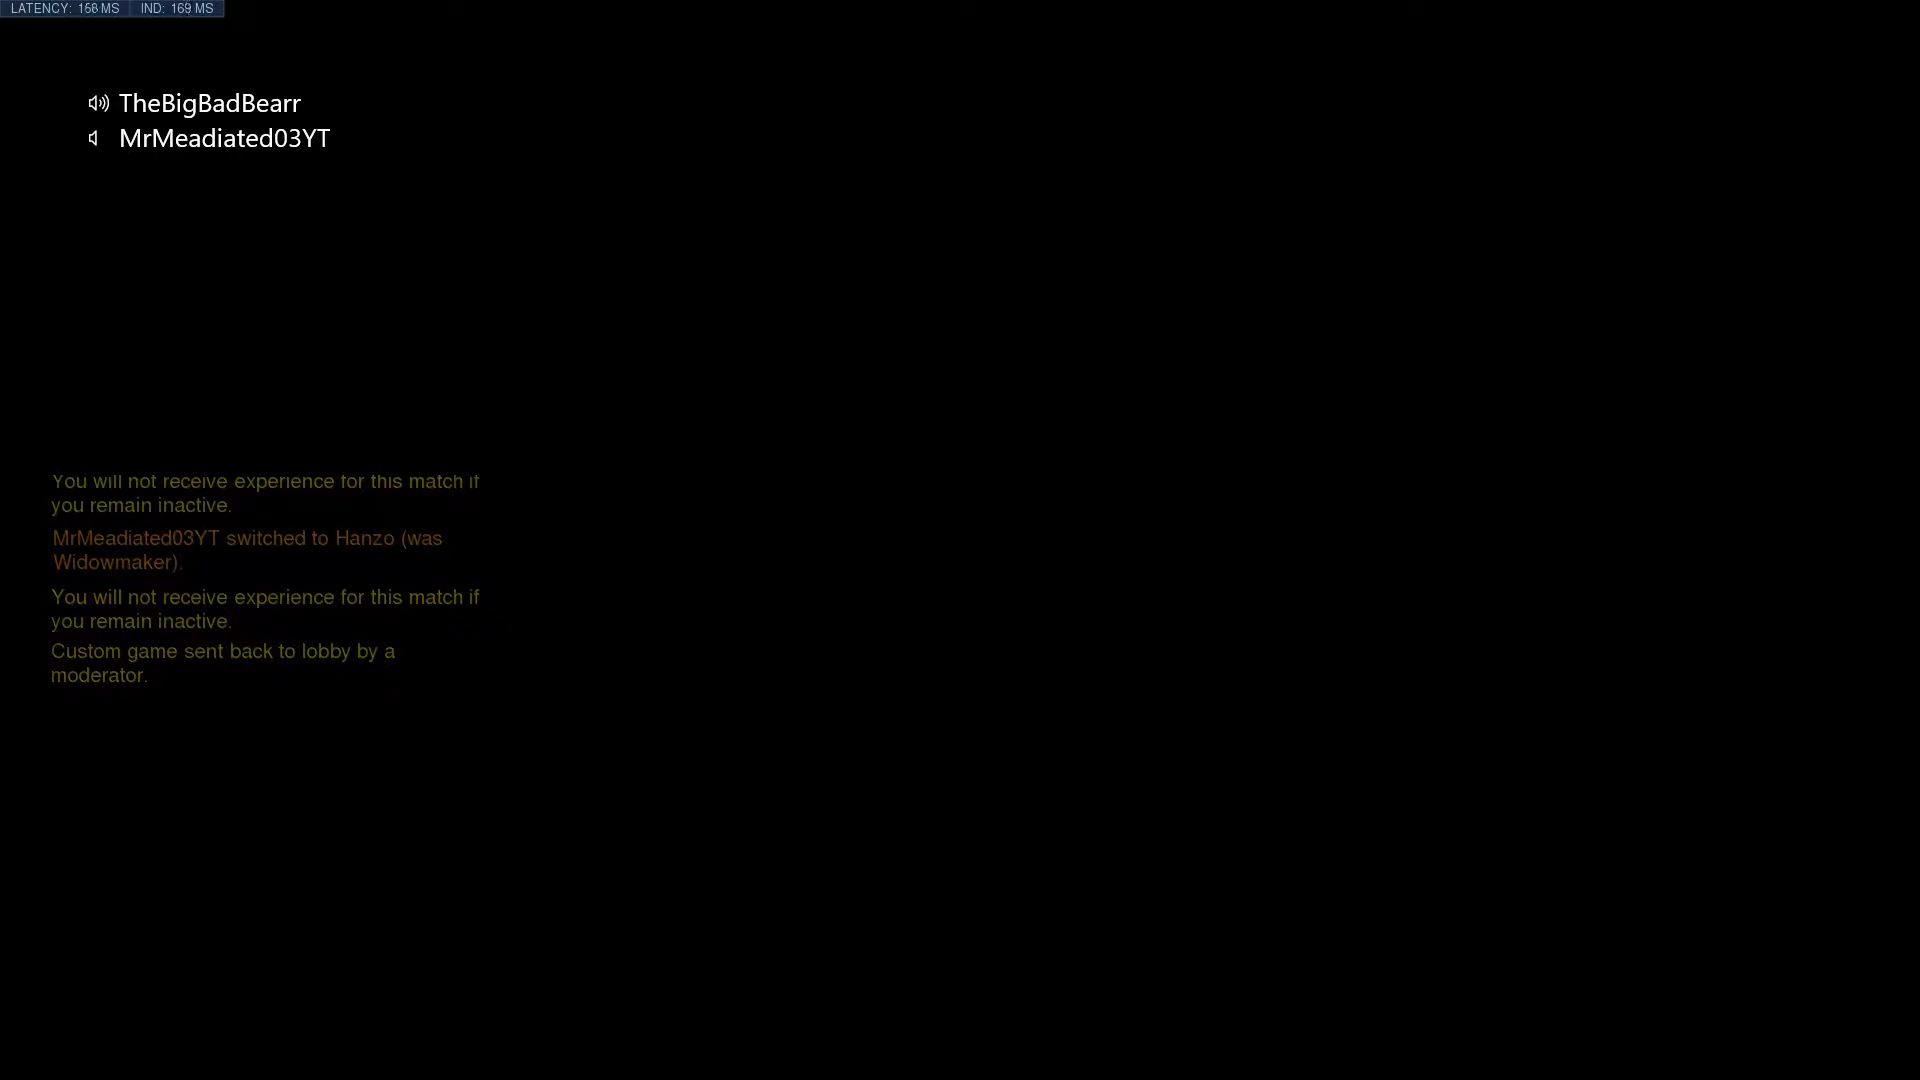 LATENCY: 158 MS IND: 169 MS
TheBigBadBearr
MrMeadiated03YT
You will not receive experience for this match if
you remain inactive.
MrMeadiated03YT switched to Hanzo (was
Widowmaker).
You will not receive experience for this match if
you remain inactive.
Custom game sent back to lobby by a
moderator.